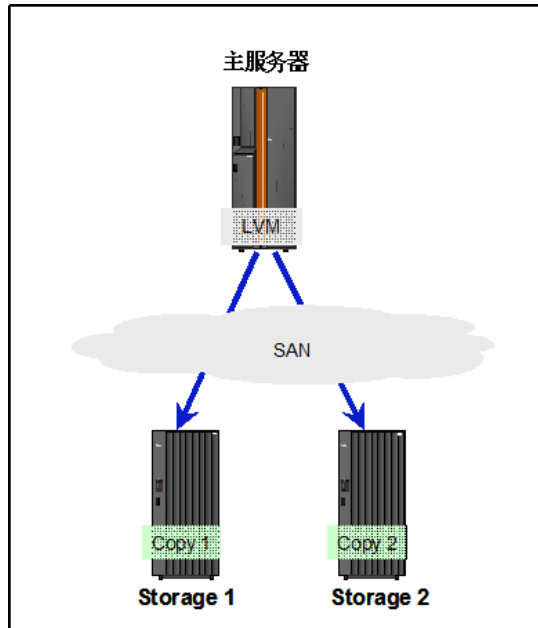 主服务器
LVM
SAN
Copy 1
Copy 2
Storage 1
Storage 2